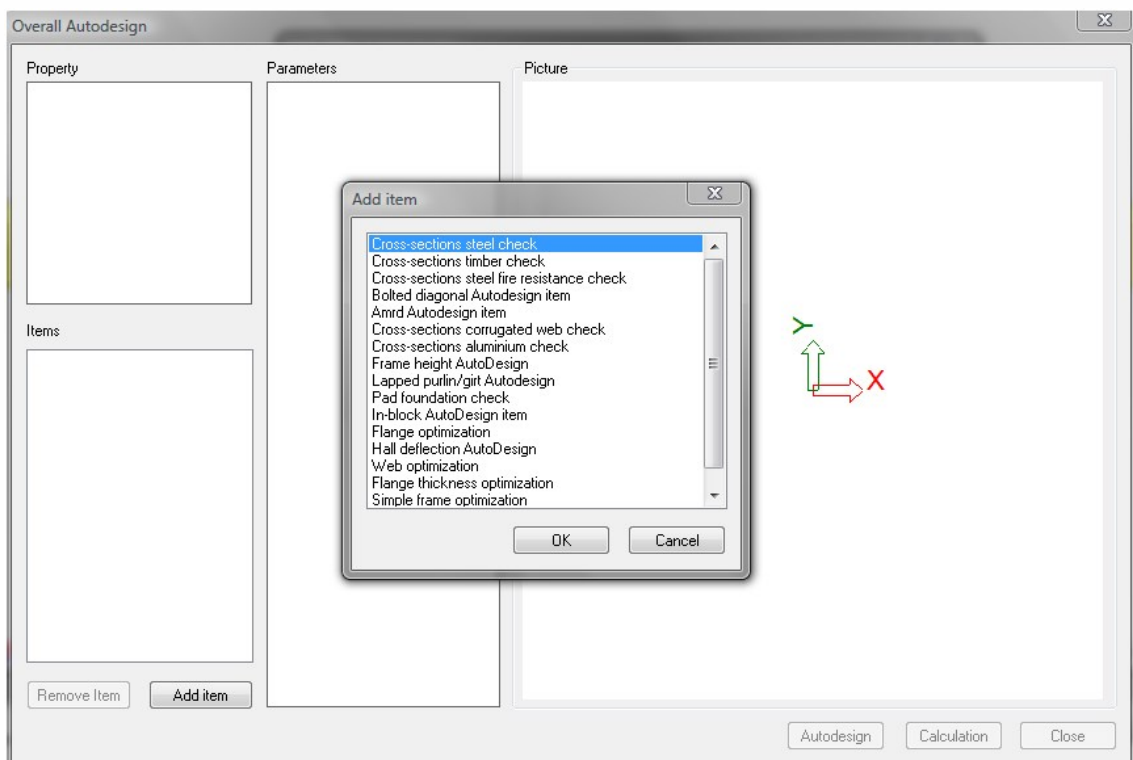 Overall Autodesign
Property
Parameters
Picture
Add item
Cross-sections steel check
Cross-sections timber check
Cross-sections steel fire resistance check
Bolted diagonal Autodesign item
Amrd Autodesign item
Cross-sections corrugated web check
Cross-sections aluminium check
Frame height AutoDesign
Lapped purlin/girt Autodesign
Pad foundation check
In-block AutoDesign item
Flange optimization
Hall deflection AutoDesign
Web optimization
Flange thickness optimization
Simple frame optimization
OK
Cancel
Items
Y
X
Remove Item
Add item
Autodesign
Calculation
Close